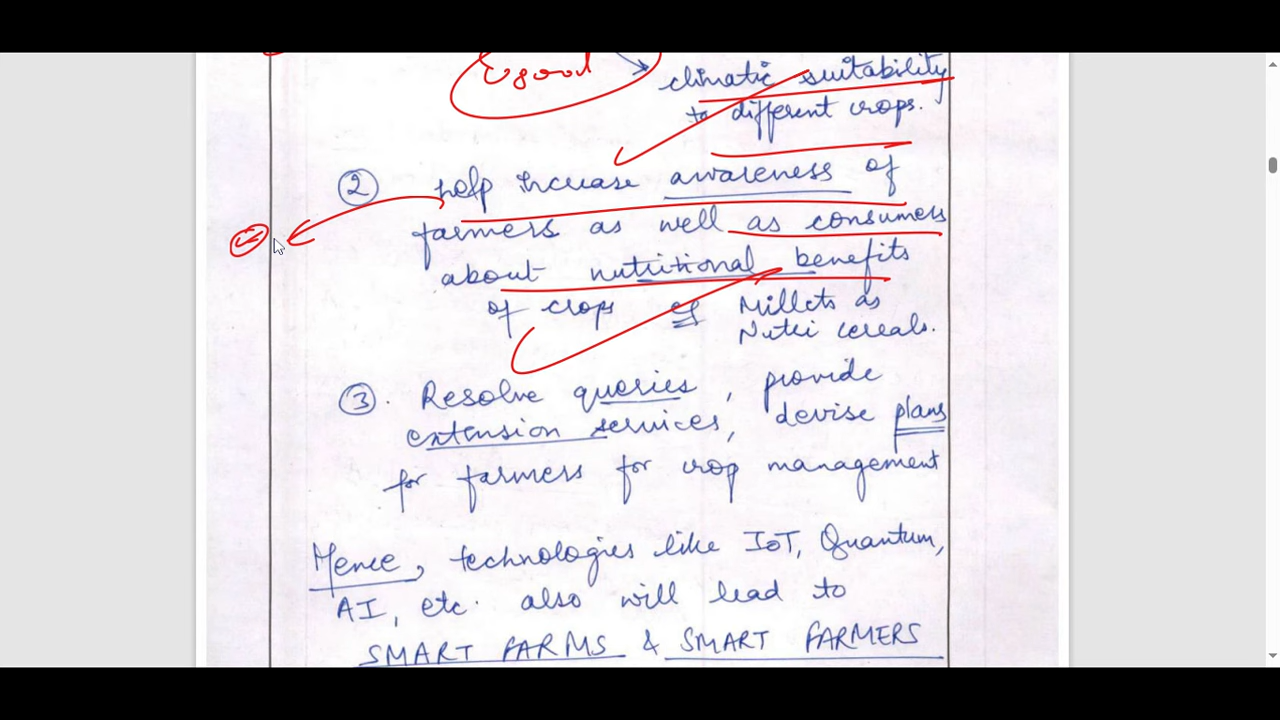 good
climatic suitability
to different crops.
② help increase awareness of
farmers as well as consumers
about nutritional benefits
of crops eg Millets as
Nutri cereals.
③. Resolve queries, provide
extension services, devise plans
for farmers for crop management
Hence, technologies like IoT, Quantum,
AI, etc. also will lead to
SMART FARMS & SMART FARMERS